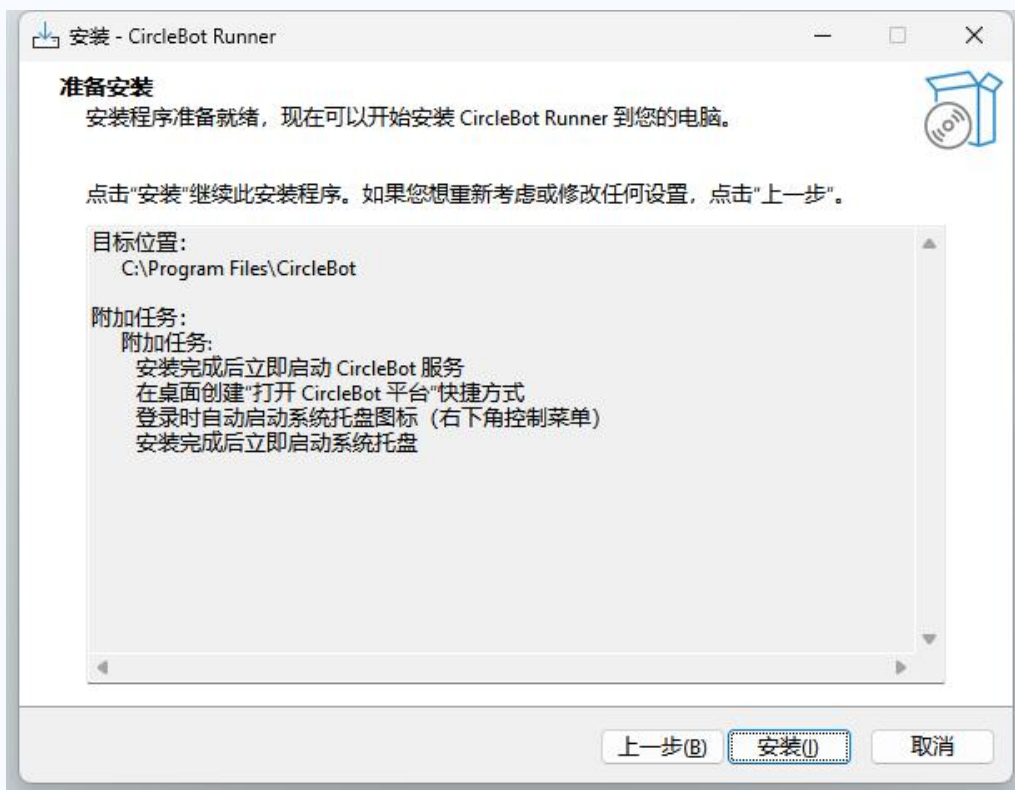 安装 - CircleBot Runner
准备安装
安装程序准备就绪，现在可以开始安装 CircleBot Runner 到您的电脑。
点击“安装”继续此安装程序。如果您想重新考虑或修改任何设置，点击“上一步”。
目标位置：
C:\Program Files\CircleBot
附加任务：
附加任务:
安装完成后立即启动 CircleBot 服务
在桌面创建“打开 CircleBot 平台”快捷方式
登录时自动启动系统托盘图标（右下角控制菜单）
安装完成后立即启动系统托盘
上一步(B) 安装(I) 取消